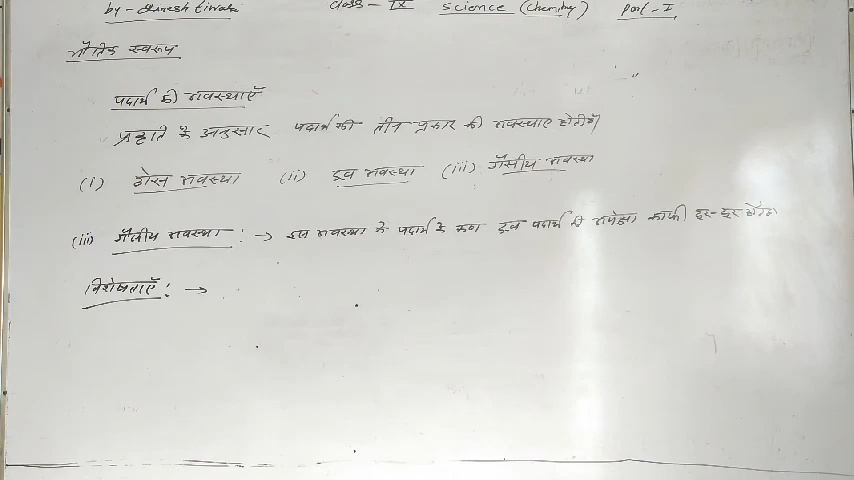 by - Dinesh tiwari class - IX science (chemistry) part - I
भौतिक स्वरूप
पदार्थ की अवस्थाएँ
प्रकृति के अनुसार पदार्थ की तीन प्रकार की अवस्थाए होती है।
(i) ठोस अवस्था (ii) द्रव अवस्था (iii) गैसीय अवस्था
(iii) गैसीय अवस्था :→ इस अवस्था के पदार्थ के कण द्रव पदार्थ की अपेक्षा काफी दूर-दूर
विशेषताएँ :→